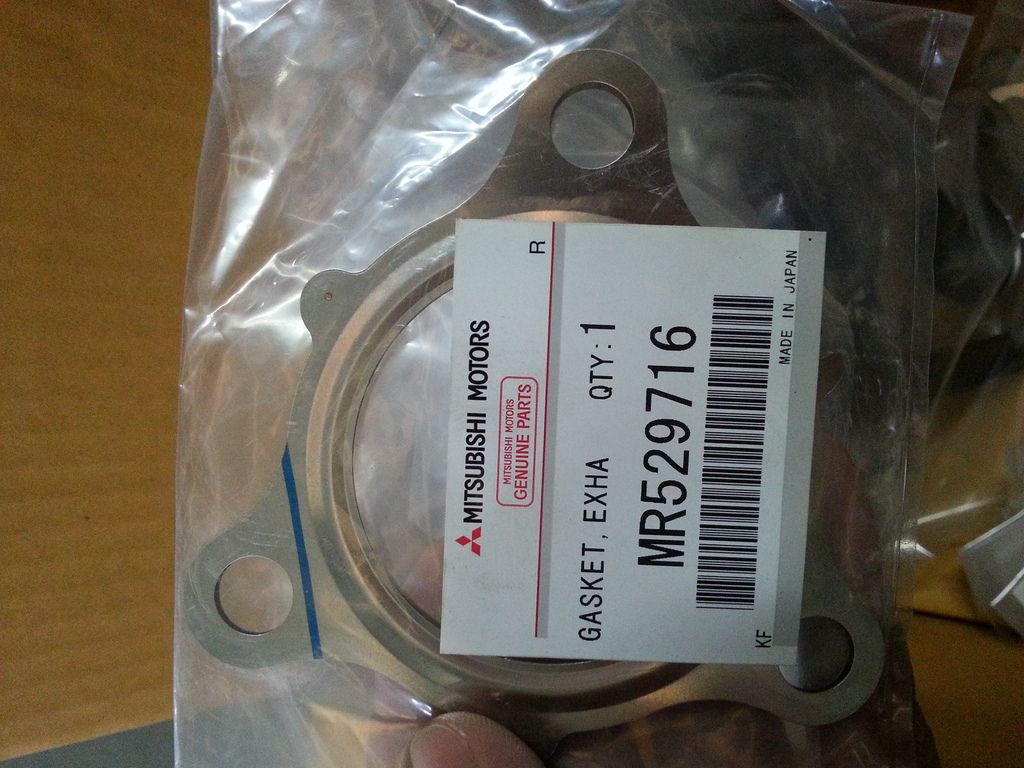 MITSUBISHI MOTORS
MITSUBISHI MOTORS
GENUINE PARTS
R
GASKET, EXHA QTY:1
MR529716
KF MADE IN JAPAN